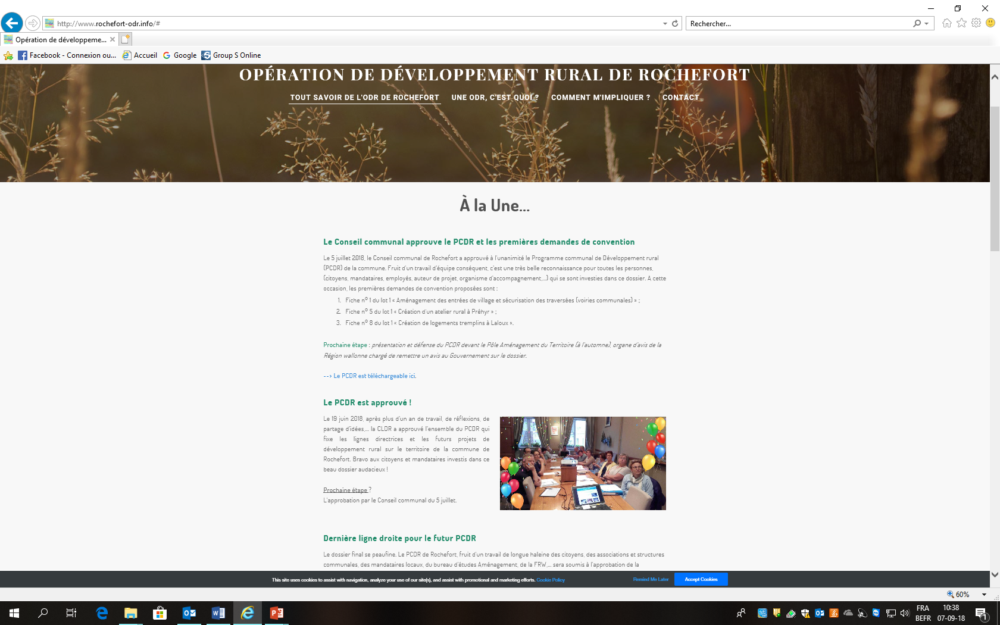 http://www.rochefort-odr.info/#
Rechercher...
Opération de développeme...
Facebook - Connexion ou...
Accueil
Google
Group S Online
OPÉRATION DE DÉVELOPPEMENT RURAL DE ROCHEFORT
TOUT SAVOIR DE L'ODR DE ROCHEFORT
UNE ODR, C'EST QUOI ?
COMMENT M'IMPLIQUER ?
CONTACT
À la Une...
Le Conseil communal approuve le PCDR et les premières demandes de convention
Le 5 juillet 2018, le Conseil communal de Rochefort a approuvé à l'unanimité le Programme communal de Développement rural
(PCDR) de la commune. Fruit d'un travail d'équipe conséquent, c'est une très belle reconnaissance pour toutes les personnes,
(citoyens, mandataires, employés, auteur de projet, organisme d'accompagnement,...) qui se sont investies dans ce dossier. A cette
occasion, les premières demandes de convention proposées sont :
1. Fiche n° 1 du lot 1 « Aménagement des entrées de village et sécurisation des traversées (voiries communales) » ;
2. Fiche n° 5 du lot 1 « Création d'un atelier rural à Préhyr » ;
3. Fiche n° 8 du lot 1 « Création de logements tremplins à Laloux ».
Prochaine étape : présentation et défense du PCDR devant le Pôle Aménagement du Territoire (à l'automne), organe d'avis de la
Région wallonne chargé de remettre un avis au Gouvernement sur le dossier.
--> Le PCDR est téléchargeable ici.
Le PCDR est approuvé !
Le 19 juin 2018, après plus d'un an de travail, de réflexions, de
partage d'idées,... la CLDR a approuvé l'ensemble du PCDR qui
fixe les lignes directrices et les futurs projets de
développement rural sur le territoire de la commune de
Rochefort. Bravo aux citoyens et mandataires investis dans ce
beau dossier audacieux !
Prochaine étape ?
L'approbation par le Conseil communal du 5 juillet.
Dernière ligne droite pour le futur PCDR
Le dossier final se peaufine. Le PCDR de Rochefort, fruit d'un travail de longue haleine des citoyens, des associations et structures
communales, des mandataires locaux, du bureau d'études Aménagement, de la FRW,... sera soumis à l'approbation de la
This site uses cookies to assist with navigation, analyze your use of our site(s), and assist with promotional and marketing efforts. Cookie Policy
Remind Me Later
Accept Cookies
60%
FRA
BEFR
10:38
07-09-18
1